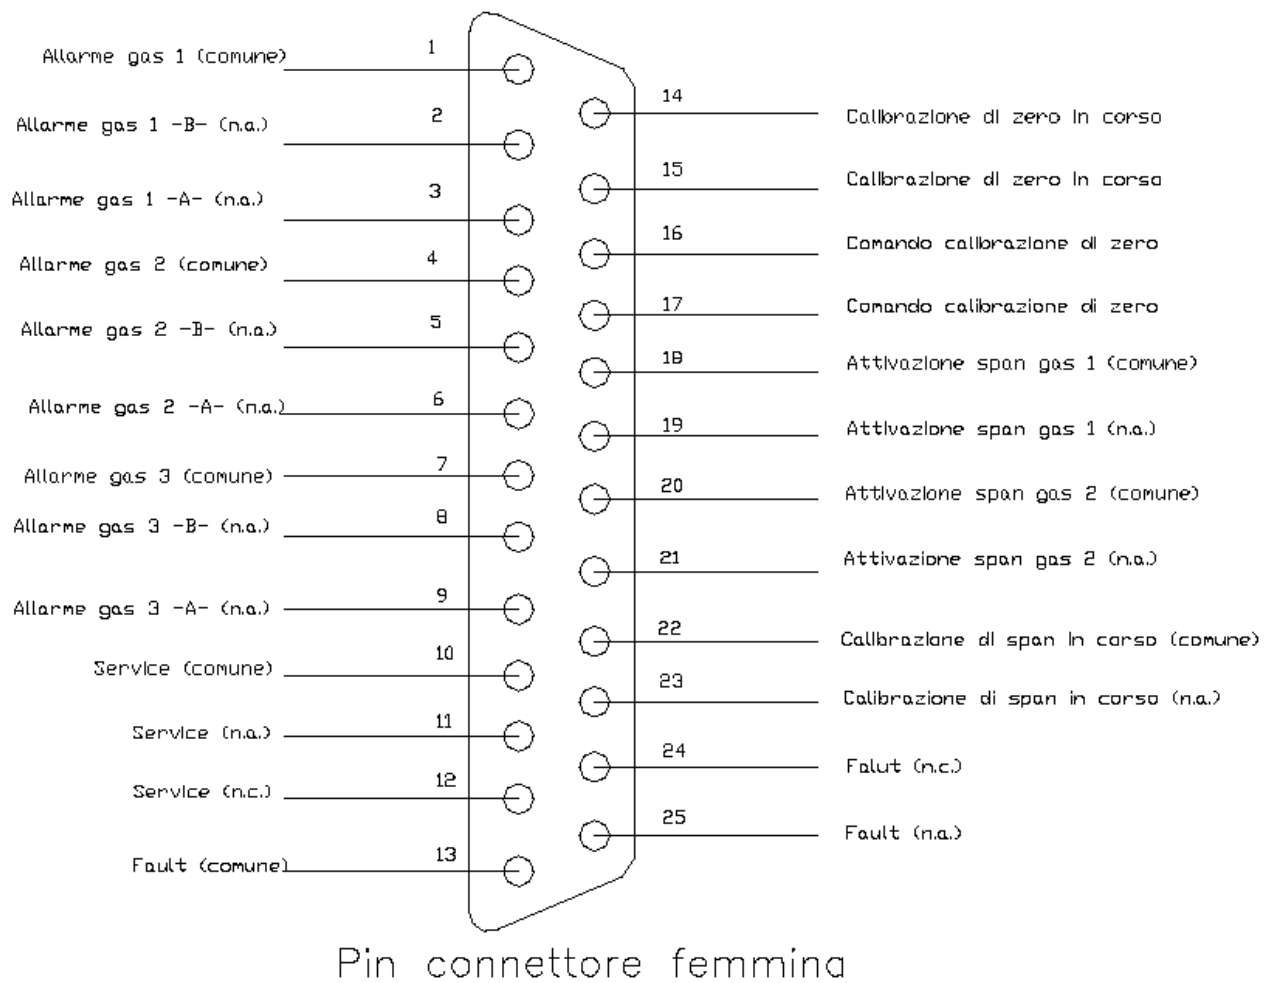 1
Allarme gas 1 (comune)
2
Allarme gas 1 -B- (n.a.)
3
Allarme gas 1 -A- (n.a.)
4
Allarme gas 2 (comune)
5
Allarme gas 2 -B- (n.a.)
6
Allarme gas 2 -A- (n.a.)
7
Allarme gas 3 (comune)
8
Allarme gas 3 -B- (n.a.)
9
Allarme gas 3 -A- (n.a.)
10
Service (comune)
11
Service (n.a.)
12
Service (n.c.)
13
Fault (comune)
14
Calibrazione di zero in corso
15
Calibrazione di zero in corso
16
Comando calibrazione di zero
17
Comando calibrazione di zero
18
Attivazione span gas 1 (comune)
19
Attivazione span gas 1 (n.a.)
20
Attivazione span gas 2 (comune)
21
Attivazione span gas 2 (n.a.)
22
Calibrazione di span in corso (comune)
23
Calibrazione di span in corso (n.a.)
24
Falut (n.c.)
25
Fault (n.a.)
Pin connettore femmina